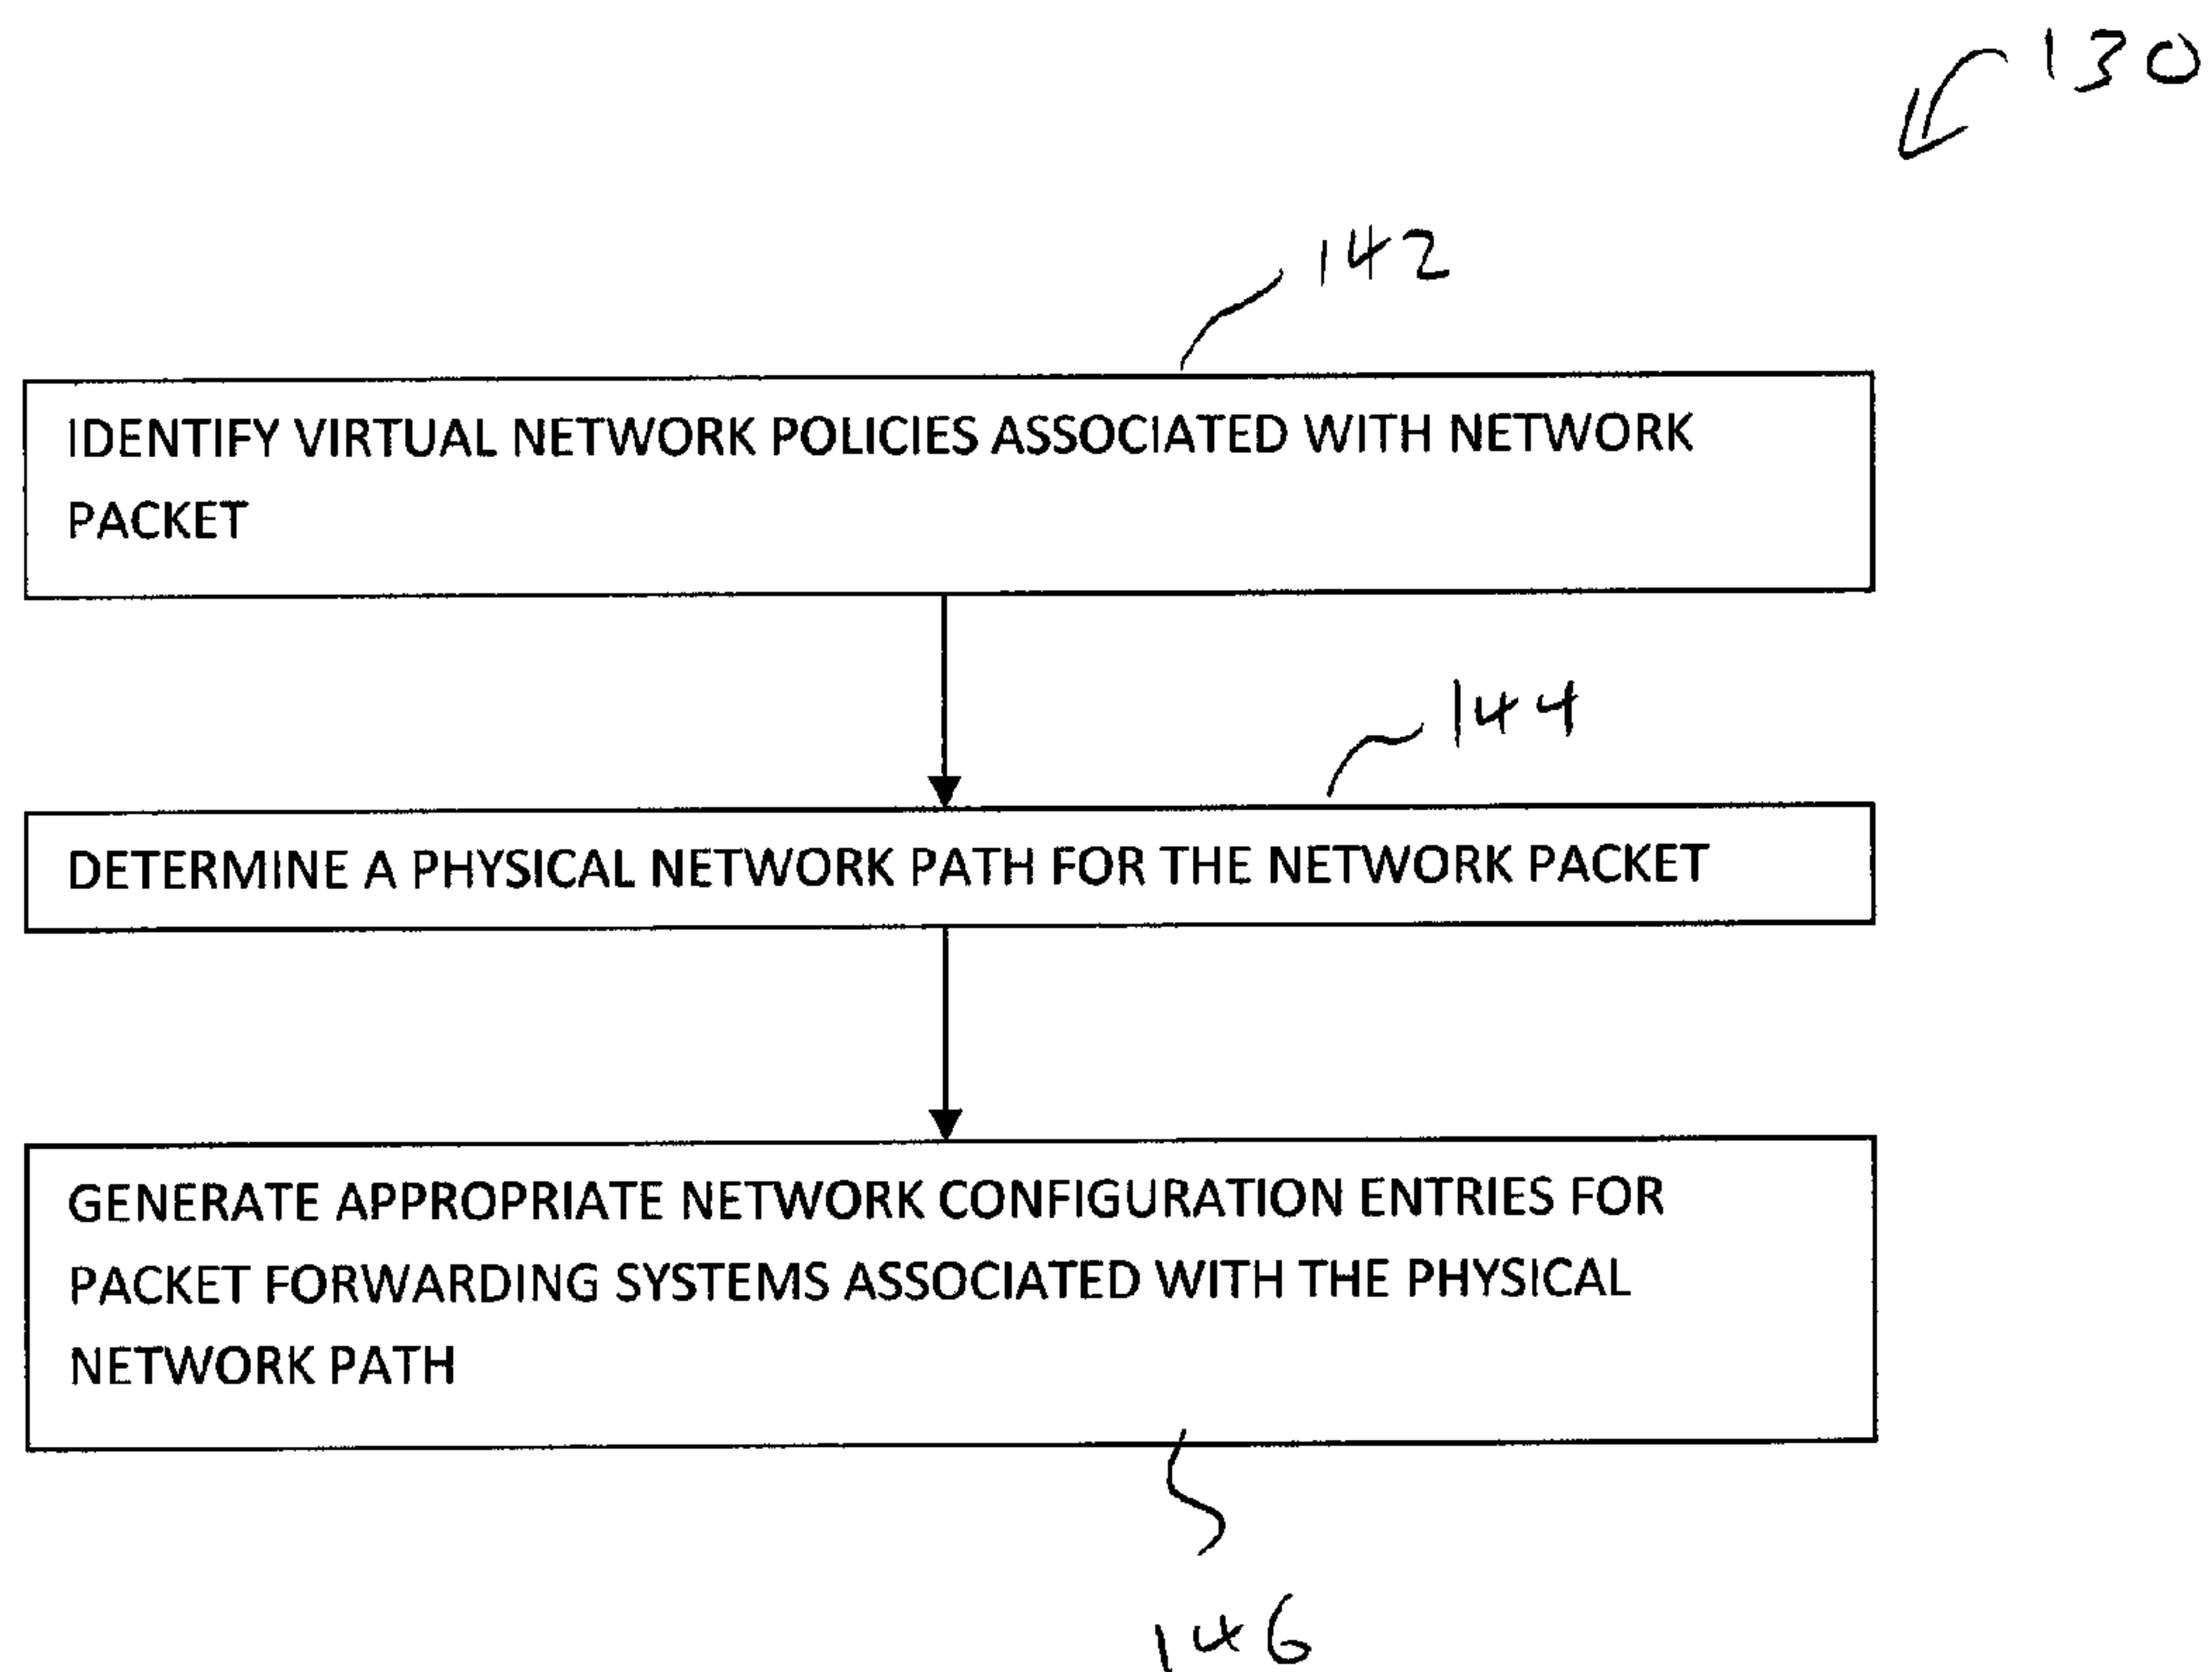 130
142
IDENTIFY VIRTUAL NETWORK POLICIES ASSOCIATED WITH NETWORK
PACKET
144
DETERMINE A PHYSICAL NETWORK PATH FOR THE NETWORK PACKET
GENERATE APPROPRIATE NETWORK CONFIGURATION ENTRIES FOR
PACKET FORWARDING SYSTEMS ASSOCIATED WITH THE PHYSICAL
NETWORK PATH
146